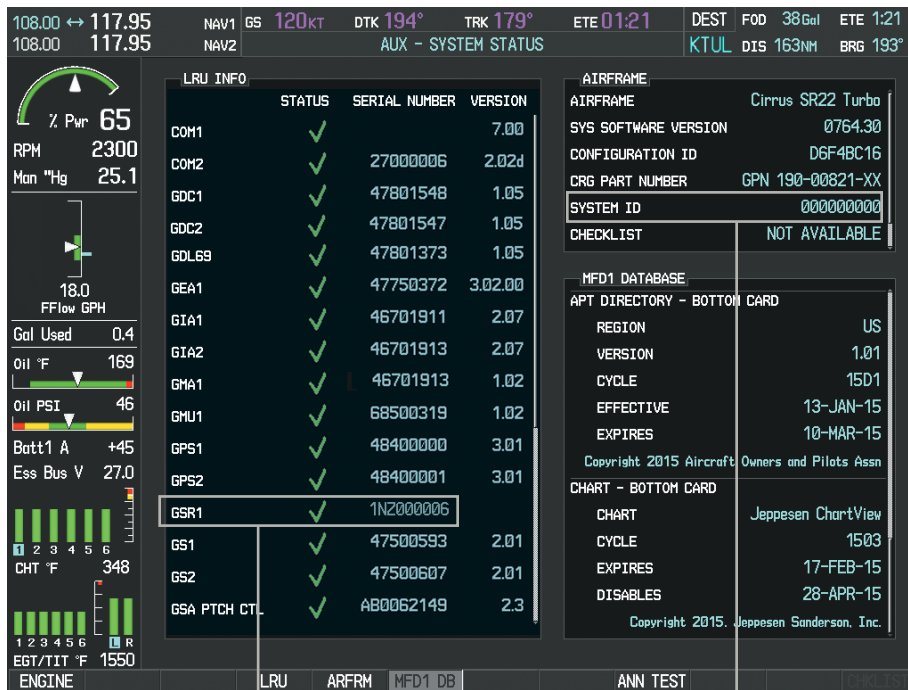 108.00 ↔ 117.95 NAV1 GS 120KT DTK 194° TRK 179° ETE 01:21 DEST FOD 38Gal ETE 1:21
108.00 117.95 NAV2 AUX - SYSTEM STATUS KTUL DIS 163NM BRG 193°
% Pwr 65
RPM 2300
Man "Hg 25.1
18.0
FFlow GPH
Gal Used 0.4
Oil °F 169
Oil PSI 46
Batt1 A +45
Ess Bus V 27.0
1 2 3 4 5 6
CHT °F 348
1 2 3 4 5 6 L R
EGT/TIT °F 1550
LRU INFO
STATUS SERIAL NUMBER VERSION
COM1 ✓ 7.00
COM2 ✓ 27000006 2.02d
GDC1 ✓ 47801548 1.05
GDC2 ✓ 47801547 1.05
GDL69 ✓ 47801373 1.05
GEA1 ✓ 47750372 3.02.00
GIA1 ✓ 46701911 2.07
GIA2 ✓ 46701913 2.07
GMA1 ✓ 46701913 1.02
GMU1 ✓ 68500319 1.02
GPS1 ✓ 48400000 3.01
GPS2 ✓ 48400001 3.01
GSR1 ✓ 1NZ000006
GS1 ✓ 47500593 2.01
GS2 ✓ 47500607 2.01
GSA PTCH CTL ✓ AB0062149 2.3
AIRFRAME
AIRFRAME Cirrus SR22 Turbo
SYS SOFTWARE VERSION 0764.30
CONFIGURATION ID D6F4BC16
CRG PART NUMBER GPN 190-00821-XX
SYSTEM ID 000000000
CHECKLIST NOT AVAILABLE
MFD1 DATABASE
APT DIRECTORY - BOTTOM CARD
REGION US
VERSION 1.01
CYCLE 15D1
EFFECTIVE 13-JAN-15
EXPIRES 10-MAR-15
Copyright 2015 Aircraft Owners and Pilots Assn
CHART - BOTTOM CARD
CHART Jeppesen ChartView
CYCLE 1503
EXPIRES 17-FEB-15
DISABLES 28-APR-15
Copyright 2015. Jeppesen Sanderson, Inc.
ENGINE LRU ARFRM MFD1 DB ANN TEST CHKLIST